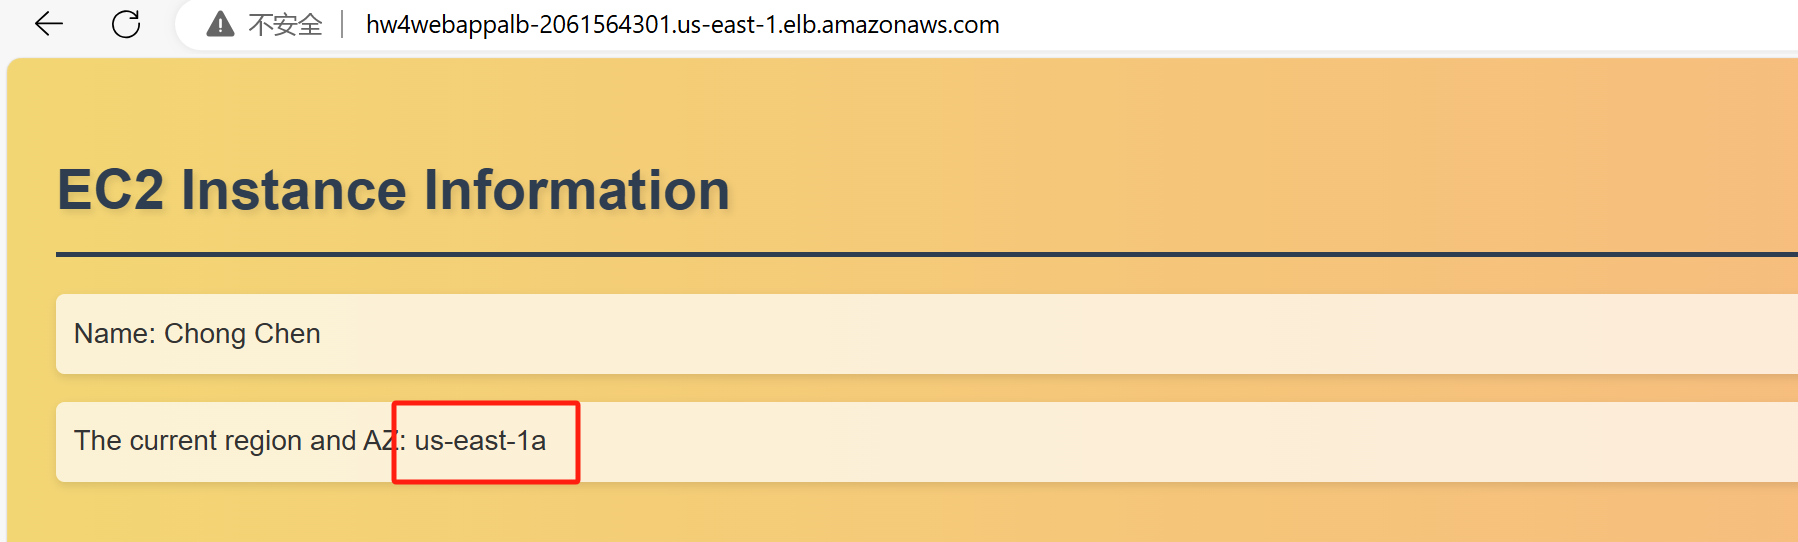 不安全 hw4webappalb-2061564301.us-east-1.elb.amazonaws.com
EC2 Instance Information
Name: Chong Chen
The current region and AZ: us-east-1a